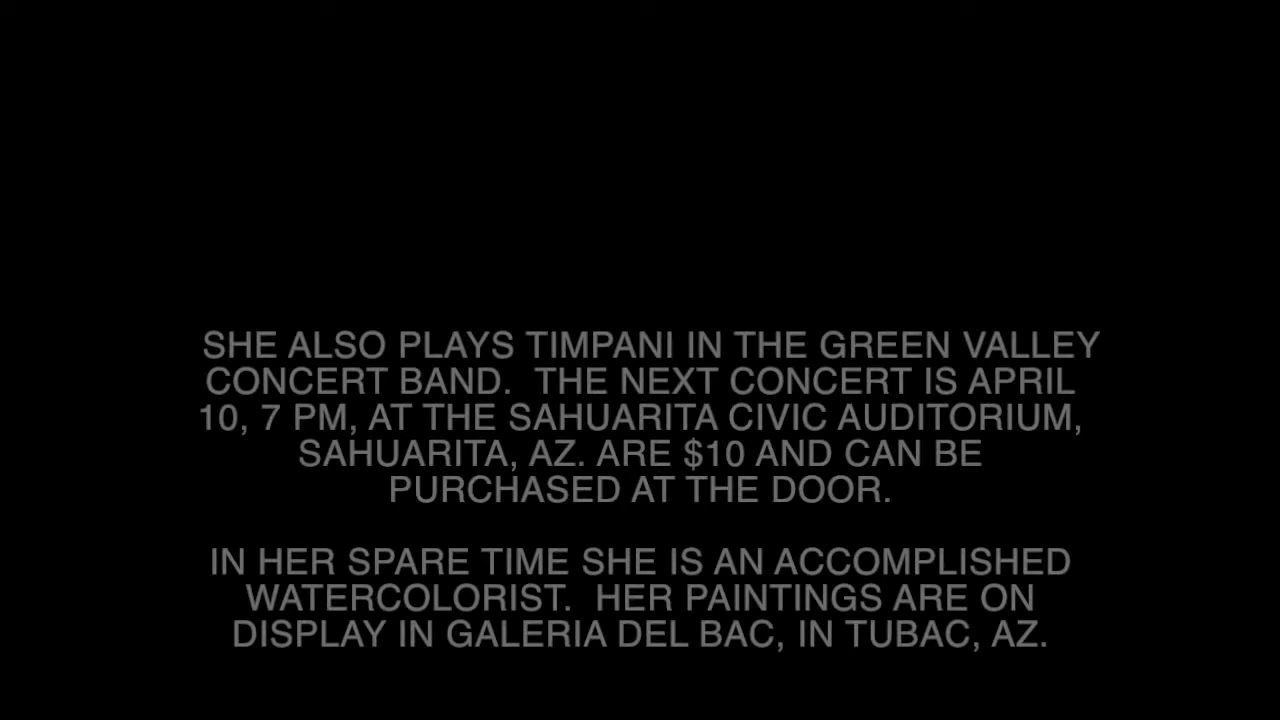 SHE ALSO PLAYS TIMPANI IN THE GREEN VALLEY
CONCERT BAND.  THE NEXT CONCERT IS APRIL
10, 7 PM, AT THE SAHUARITA CIVIC AUDITORIUM,
SAHUARITA, AZ. ARE $10 AND CAN BE
PURCHASED AT THE DOOR.
IN HER SPARE TIME SHE IS AN ACCOMPLISHED
WATERCOLORIST.  HER PAINTINGS ARE ON
DISPLAY IN GALERIA DEL BAC, IN TUBAC, AZ.